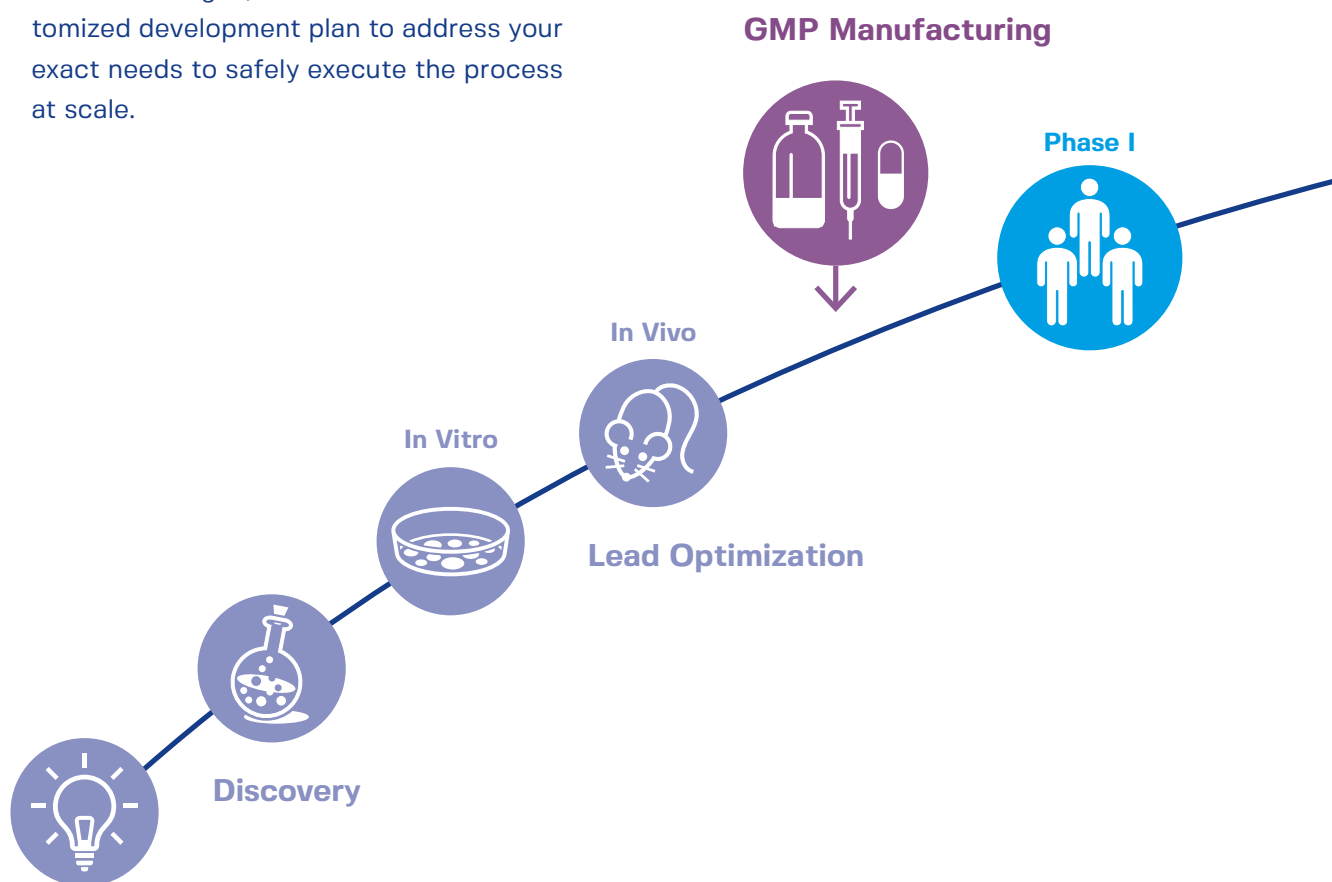 tomized development plan to address your
exact needs to safely execute the process
at scale.
GMP Manufacturing
Phase I
In Vivo
In Vitro
Lead Optimization
Discovery